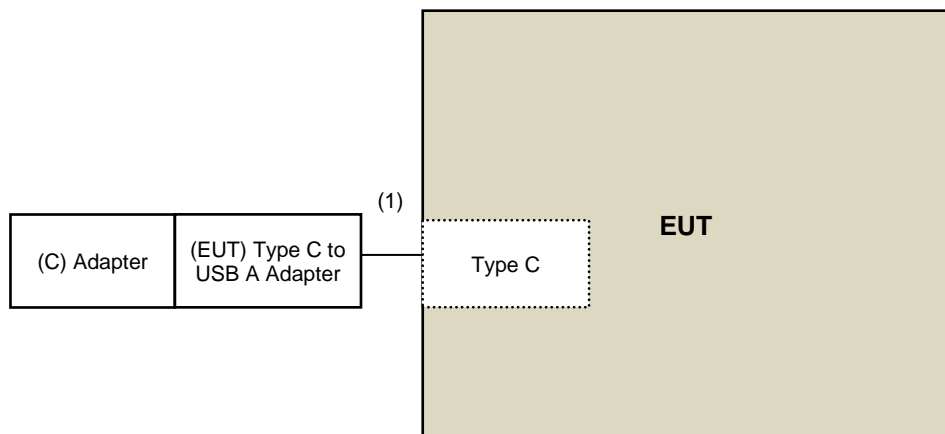 (1)
(C) Adapter
(EUT) Type C to
USB A Adapter
Type C
EUT